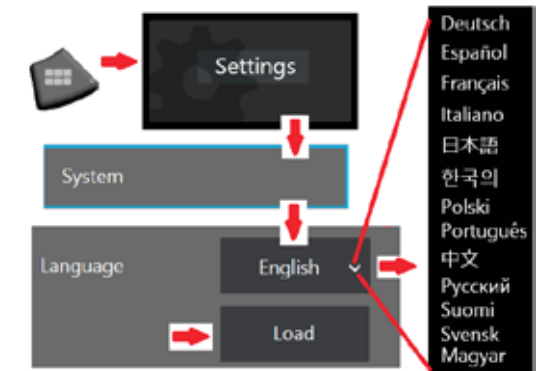 Settings
System
Language
English
Load
Deutsch
Español
Français
Italiano
日本語
한국의
Polski
Português
中文
Русский
Suomi
Svensk
Magyar